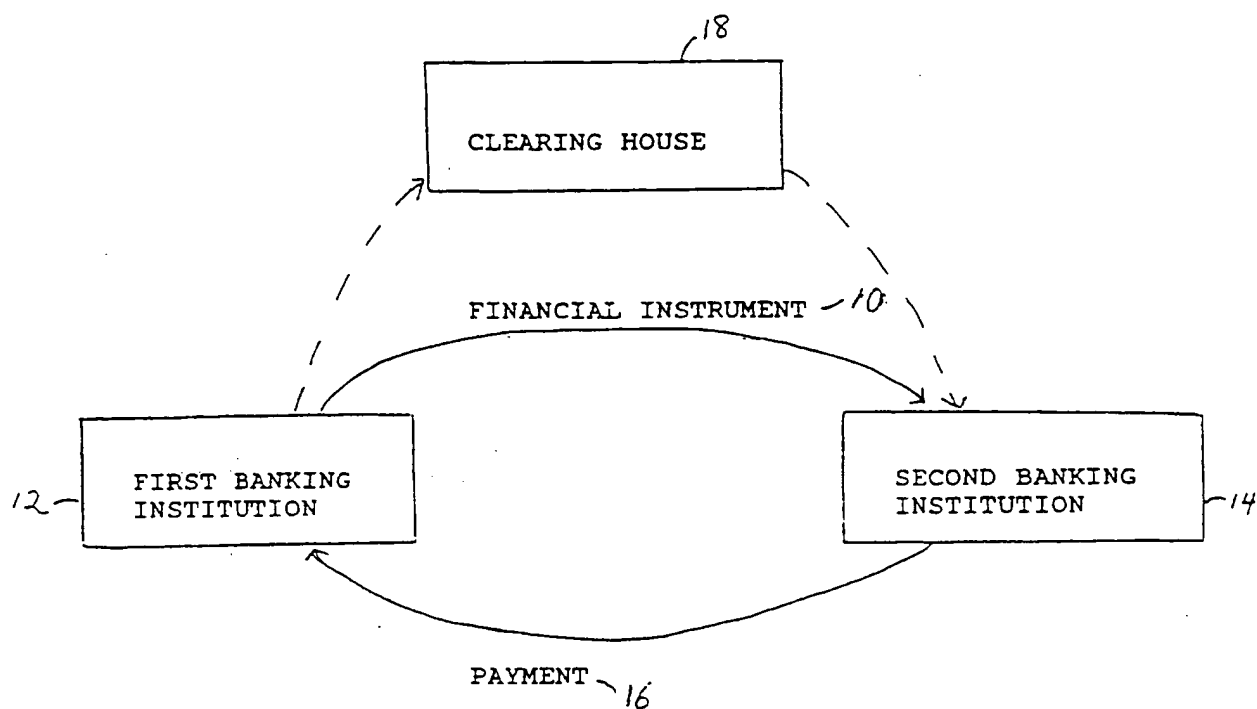 18
CLEARING HOUSE
FINANCIAL INSTRUMENT 10
FIRST BANKING
INSTITUTION
12
SECOND BANKING
INSTITUTION
14
PAYMENT 16